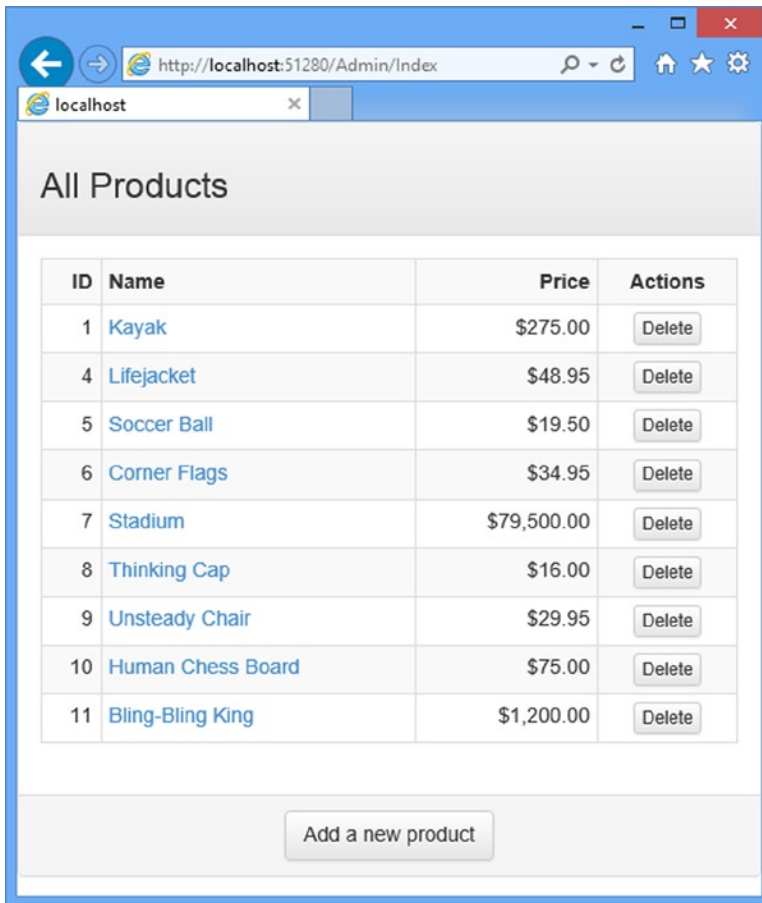 http://localhost:51280/Admin/Index
localhost
All Products
ID Name Price Actions
1 Kayak $275.00 Delete
4 Lifejacket $48.95 Delete
5 Soccer Ball $19.50 Delete
6 Corner Flags $34.95 Delete
7 Stadium $79,500.00 Delete
8 Thinking Cap $16.00 Delete
9 Unsteady Chair $29.95 Delete
10 Human Chess Board $75.00 Delete
11 Bling-Bling King $1,200.00 Delete
Add a new product